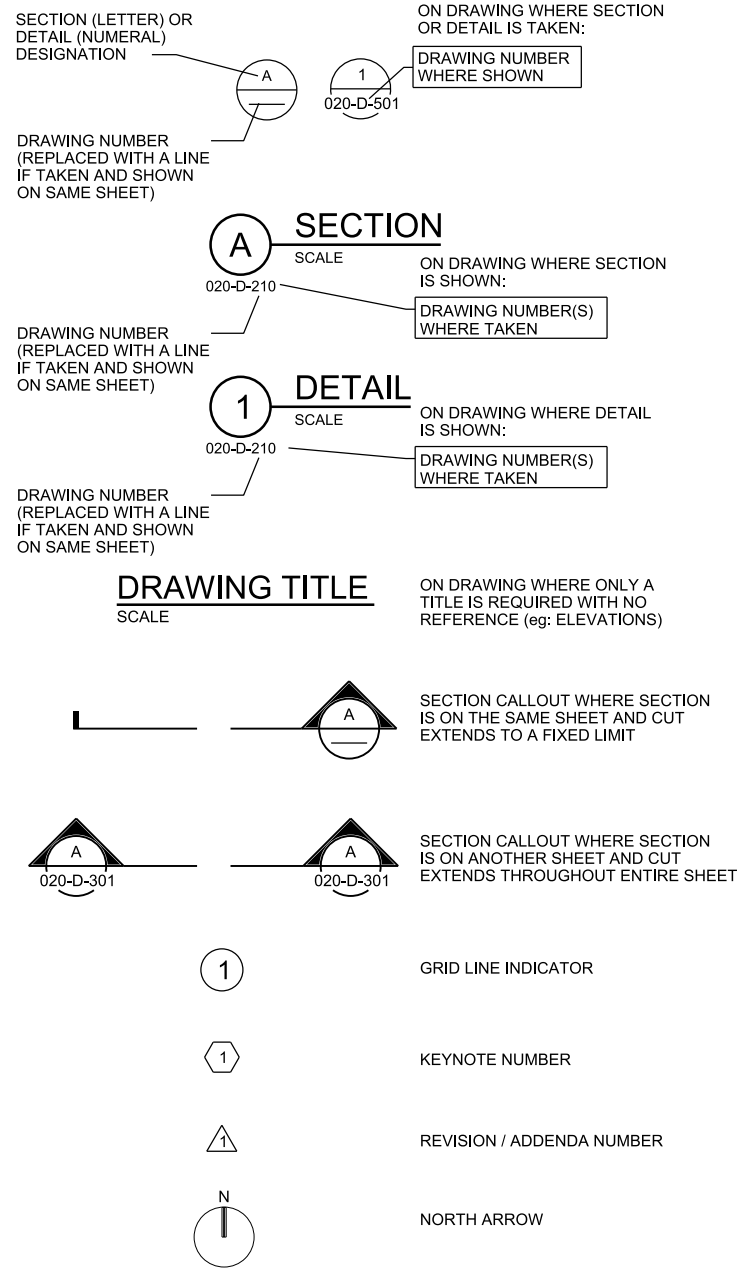 SECTION (LETTER) OR
DETAIL (NUMERAL)
DESIGNATION
A
1
020-D-501
ON DRAWING WHERE SECTION
OR DETAIL IS TAKEN:
DRAWING NUMBER
WHERE SHOWN
DRAWING NUMBER
(REPLACED WITH A LINE
IF TAKEN AND SHOWN
ON SAME SHEET)
A
SECTION
SCALE
020-D-210
ON DRAWING WHERE SECTION
IS SHOWN:
DRAWING NUMBER(S)
WHERE TAKEN
DRAWING NUMBER
(REPLACED WITH A LINE
IF TAKEN AND SHOWN
ON SAME SHEET)
1
DETAIL
SCALE
020-D-210
ON DRAWING WHERE DETAIL
IS SHOWN:
DRAWING NUMBER(S)
WHERE TAKEN
DRAWING NUMBER
(REPLACED WITH A LINE
IF TAKEN AND SHOWN
ON SAME SHEET)
DRAWING TITLE
SCALE
ON DRAWING WHERE ONLY A
TITLE IS REQUIRED WITH NO
REFERENCE (eg: ELEVATIONS)
A
SECTION CALLOUT WHERE SECTION
IS ON THE SAME SHEET AND CUT
EXTENDS TO A FIXED LIMIT
A
020-D-301
A
020-D-301
SECTION CALLOUT WHERE SECTION
IS ON ANOTHER SHEET AND CUT
EXTENDS THROUGHOUT ENTIRE SHEET
1
GRID LINE INDICATOR
1
KEYNOTE NUMBER
1
REVISION / ADDENDA NUMBER
N
NORTH ARROW